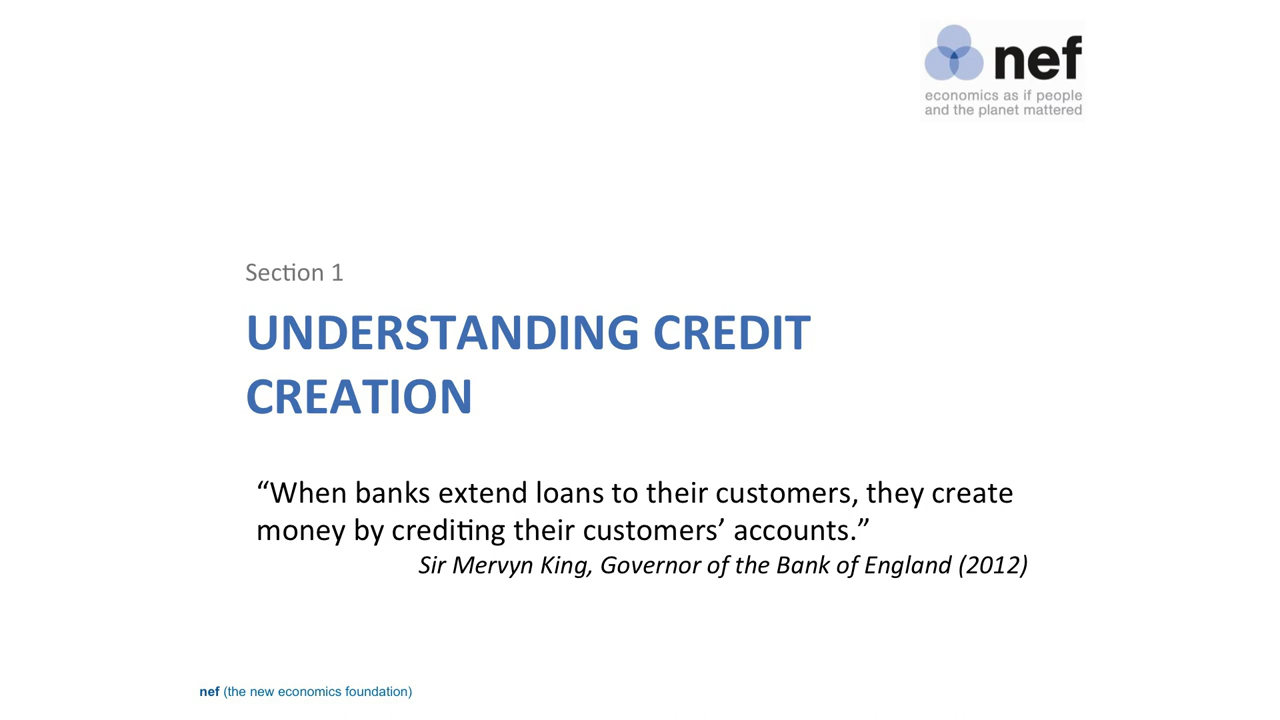 nef
economics as if people
and the planet mattered
Section 1
UNDERSTANDING CREDIT
CREATION
“When banks extend loans to their customers, they create
money by crediting their customers’ accounts.”
Sir Mervyn King, Governor of the Bank of England (2012)
nef (the new economics foundation)